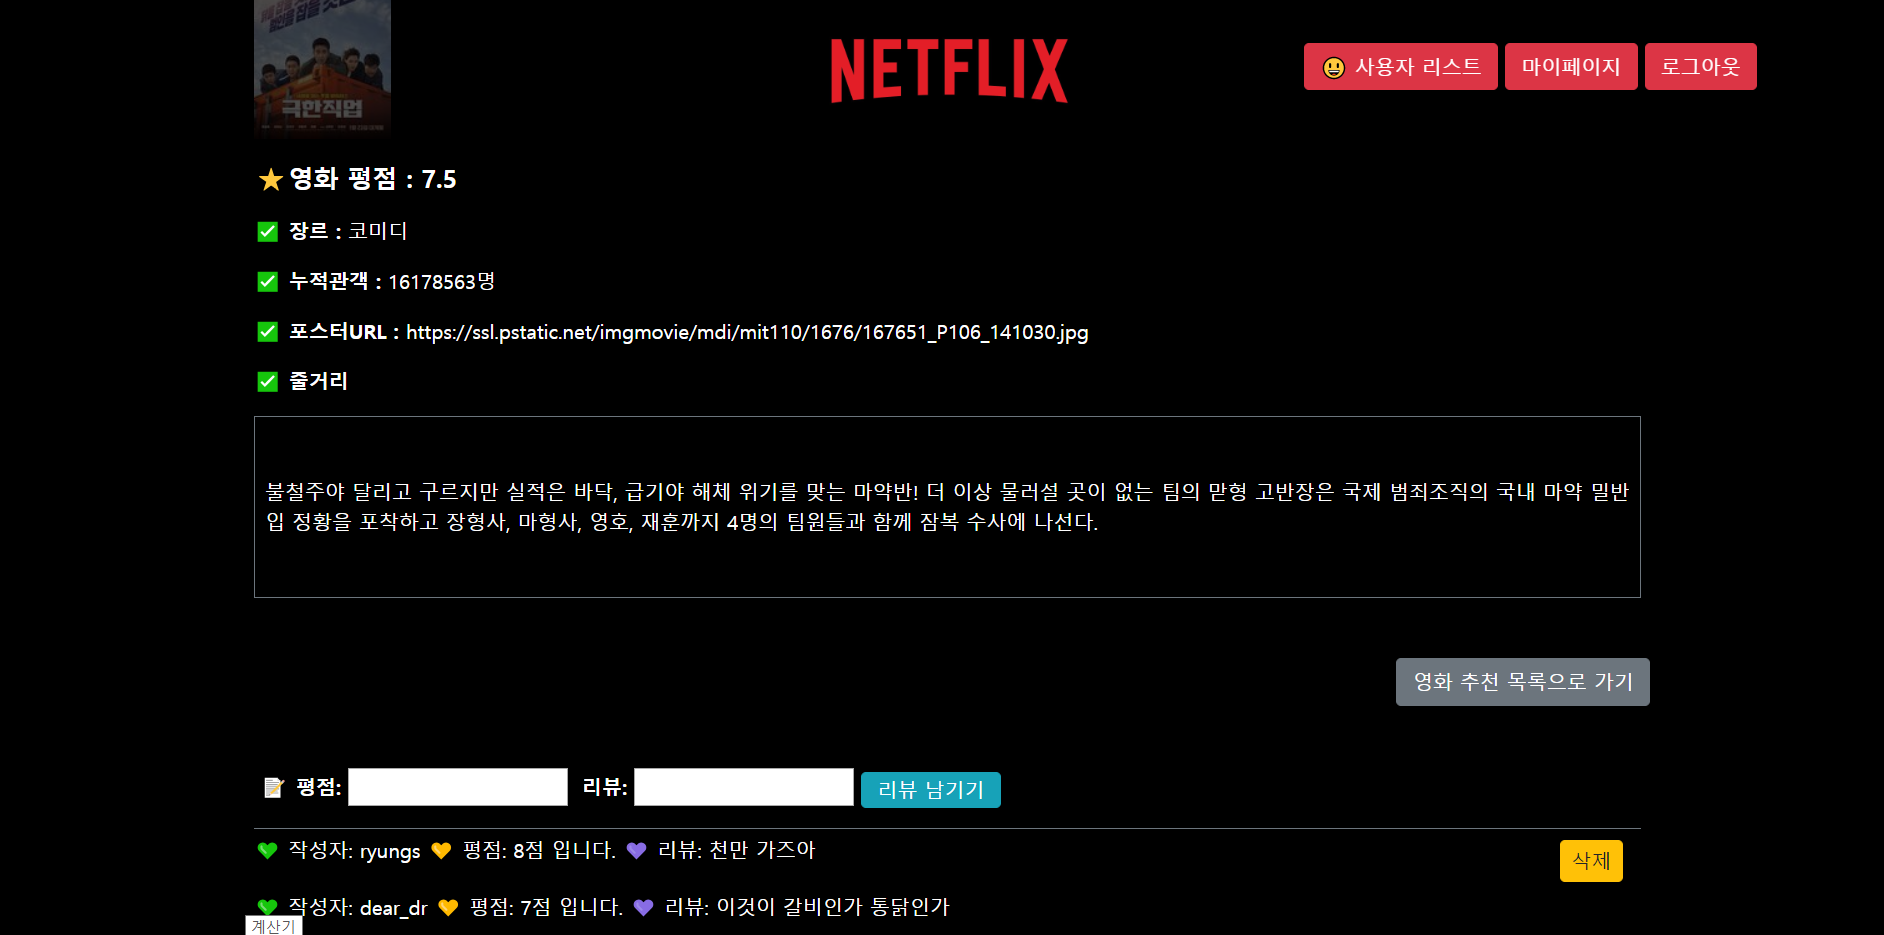 극한직업
NETFLIX
사용자 리스트
마이페이지
로그아웃
영화 평점 : 7.5
장르 : 코미디
누적관객 : 16178563명
포스터URL : https://ssl.pstatic.net/imgmovie/mdi/mit110/1676/167651_P106_141030.jpg
줄거리
불철주야 달리고 구르지만 실적은 바닥, 급기야 해체 위기를 맞는 마약반! 더 이상 물러설 곳이 없는 팀의 맏형 고반장은 국제 범죄조직의 국내 마약 밀반
입 정황을 포착하고 장형사, 마형사, 영호, 재훈까지 4명의 팀원들과 함께 잠복 수사에 나선다.
영화 추천 목록으로 가기
평점: 리뷰: 리뷰 남기기
작성자: ryungs 평점: 8점 입니다. 리뷰: 천만 가즈아
삭제
작성자: dear_dr 평점: 7점 입니다. 리뷰: 이것이 갈비인가 통닭인가
계산기